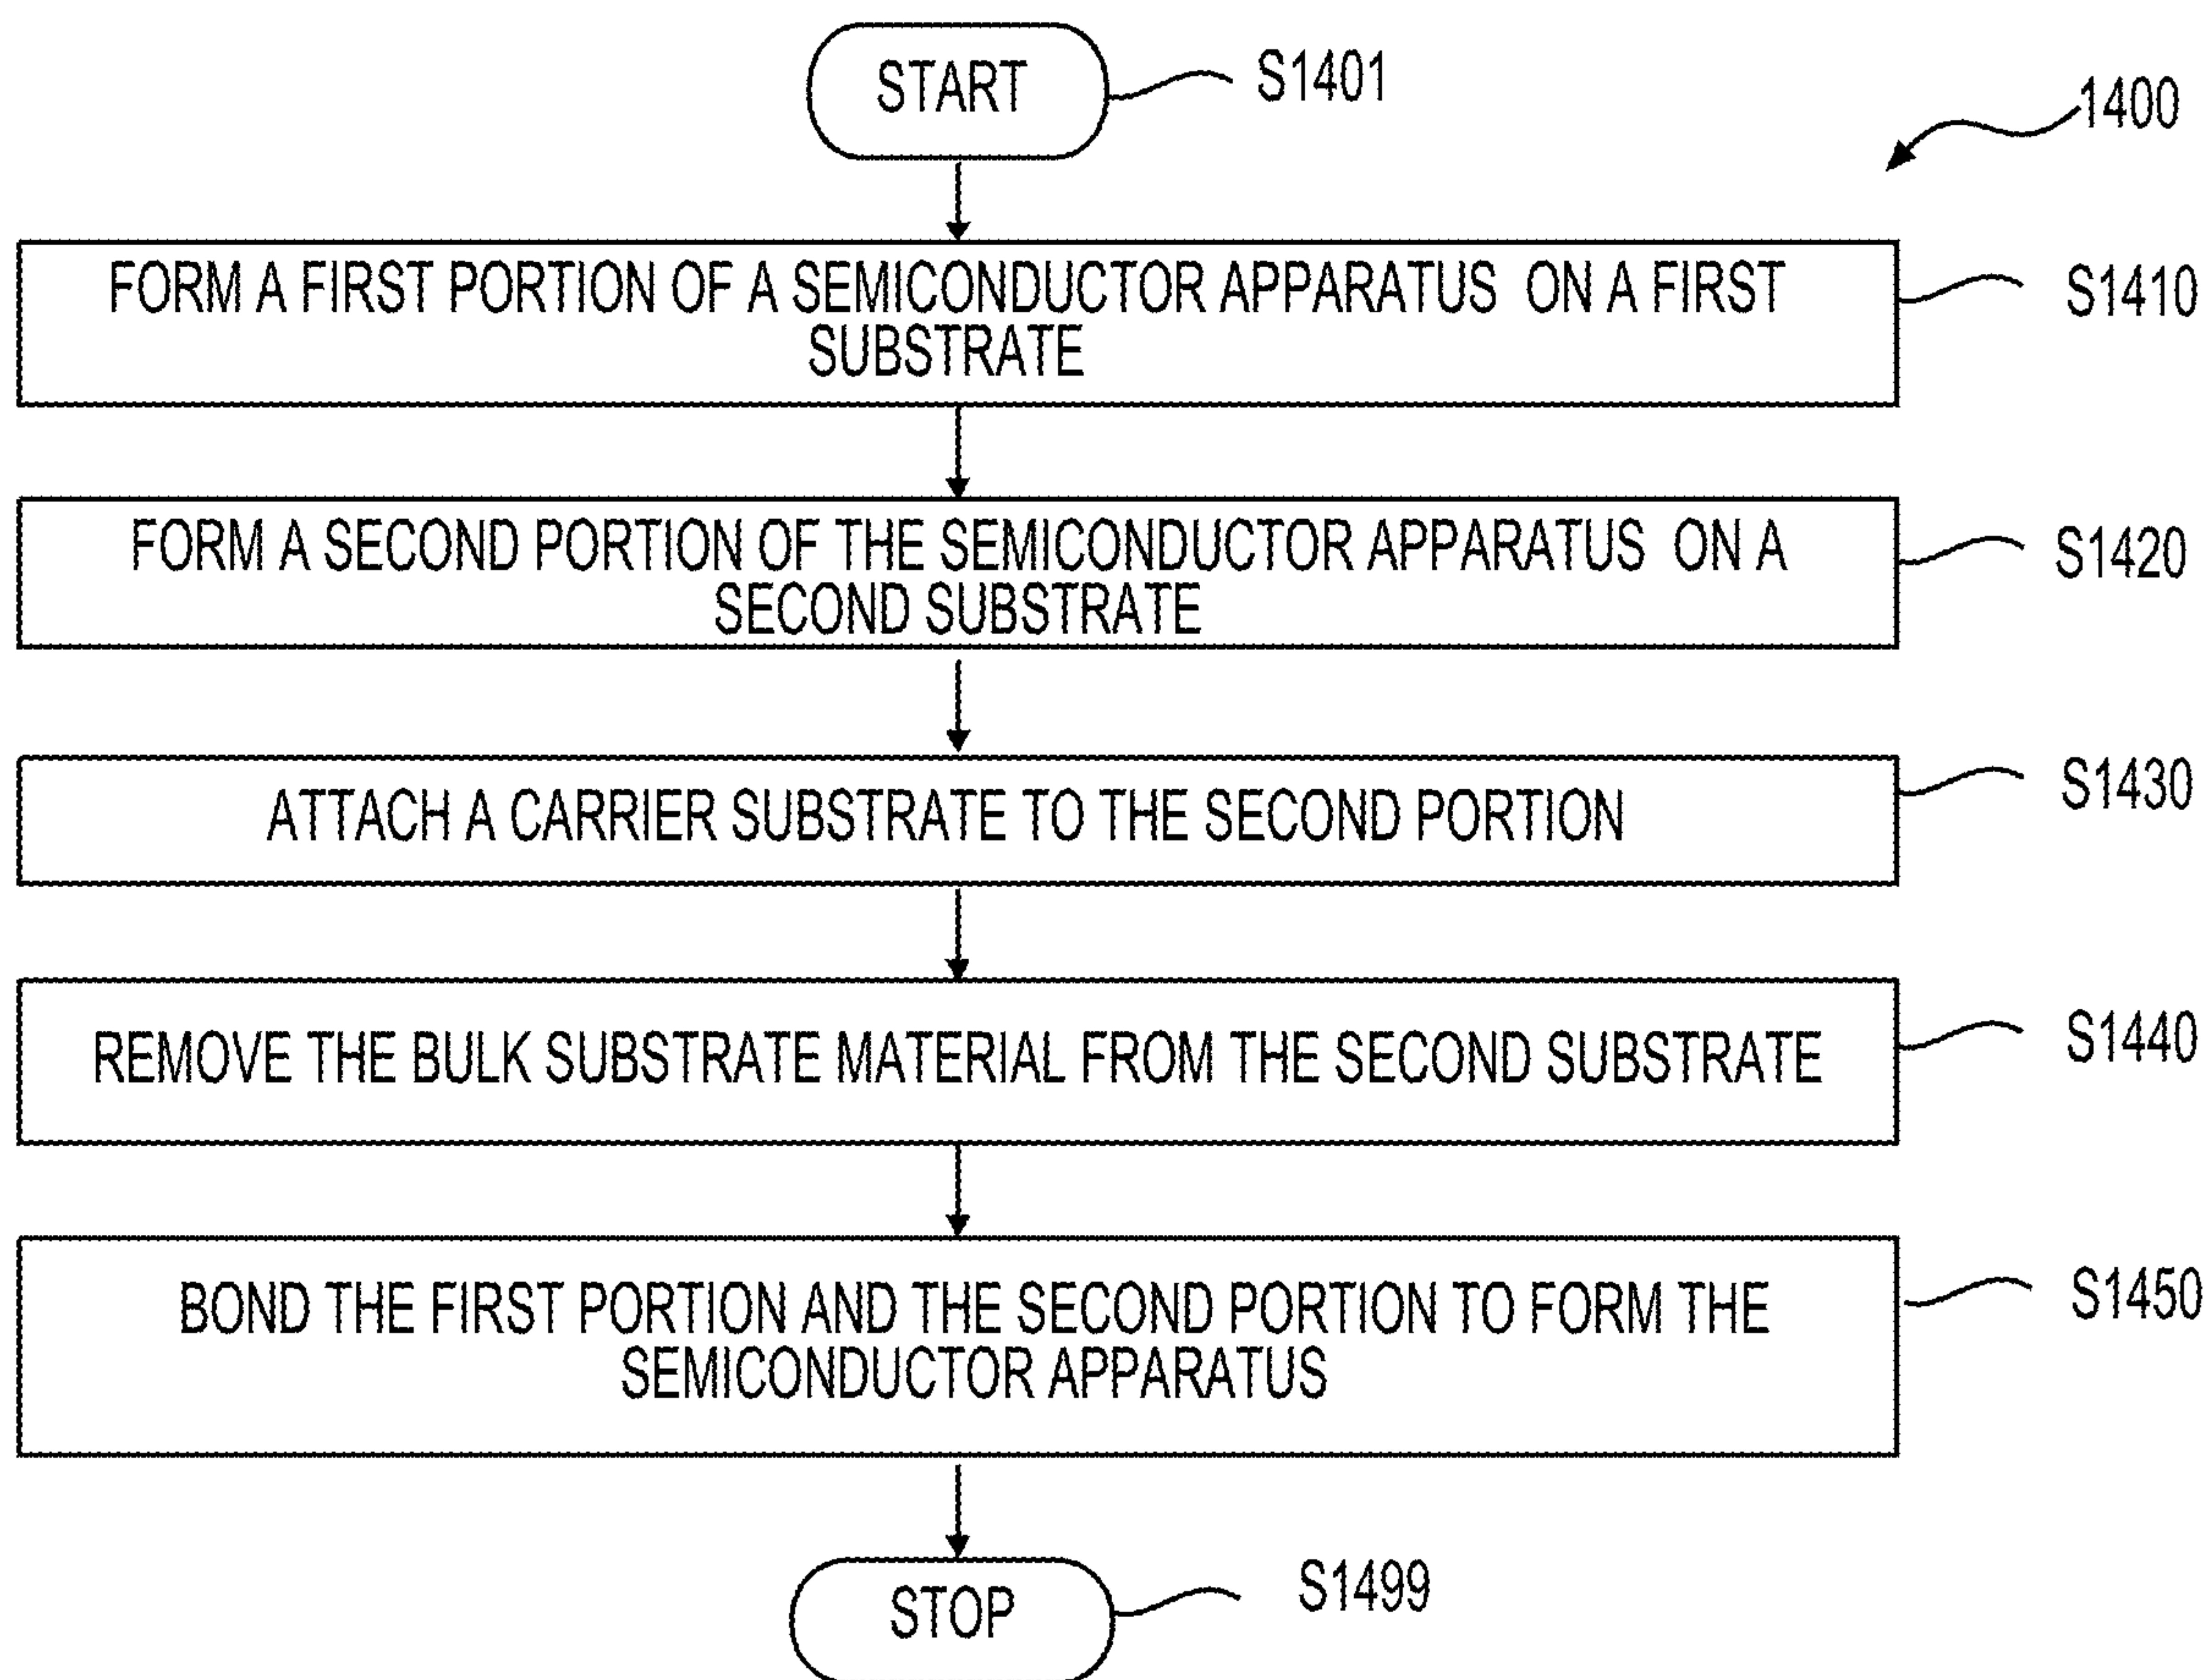 START
S1401
1400
FORM A FIRST PORTION OF A SEMICONDUCTOR APPARATUS ON A FIRST
SUBSTRATE
S1410
FORM A SECOND PORTION OF THE SEMICONDUCTOR APPARATUS ON A
SECOND SUBSTRATE
S1420
ATTACH A CARRIER SUBSTRATE TO THE SECOND PORTION
S1430
REMOVE THE BULK SUBSTRATE MATERIAL FROM THE SECOND SUBSTRATE
S1440
BOND THE FIRST PORTION AND THE SECOND PORTION TO FORM THE
SEMICONDUCTOR APPARATUS
S1450
STOP
S1499